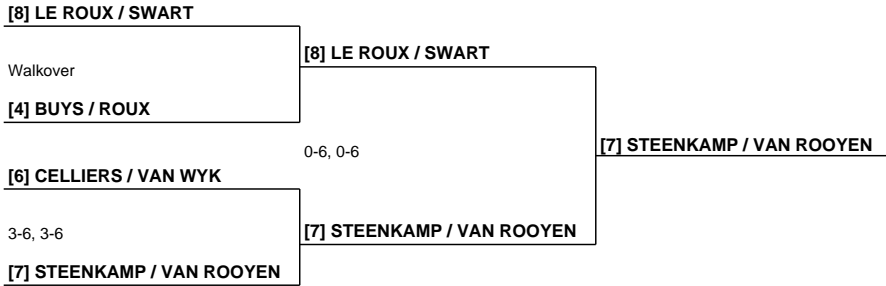 [8] LE ROUX / SWART
Walkover
[8] LE ROUX / SWART
[4] BUYS / ROUX
0-6, 0-6
[7] STEENKAMP / VAN ROOYEN
[6] CELLIERS / VAN WYK
3-6, 3-6
[7] STEENKAMP / VAN ROOYEN
[7] STEENKAMP / VAN ROOYEN